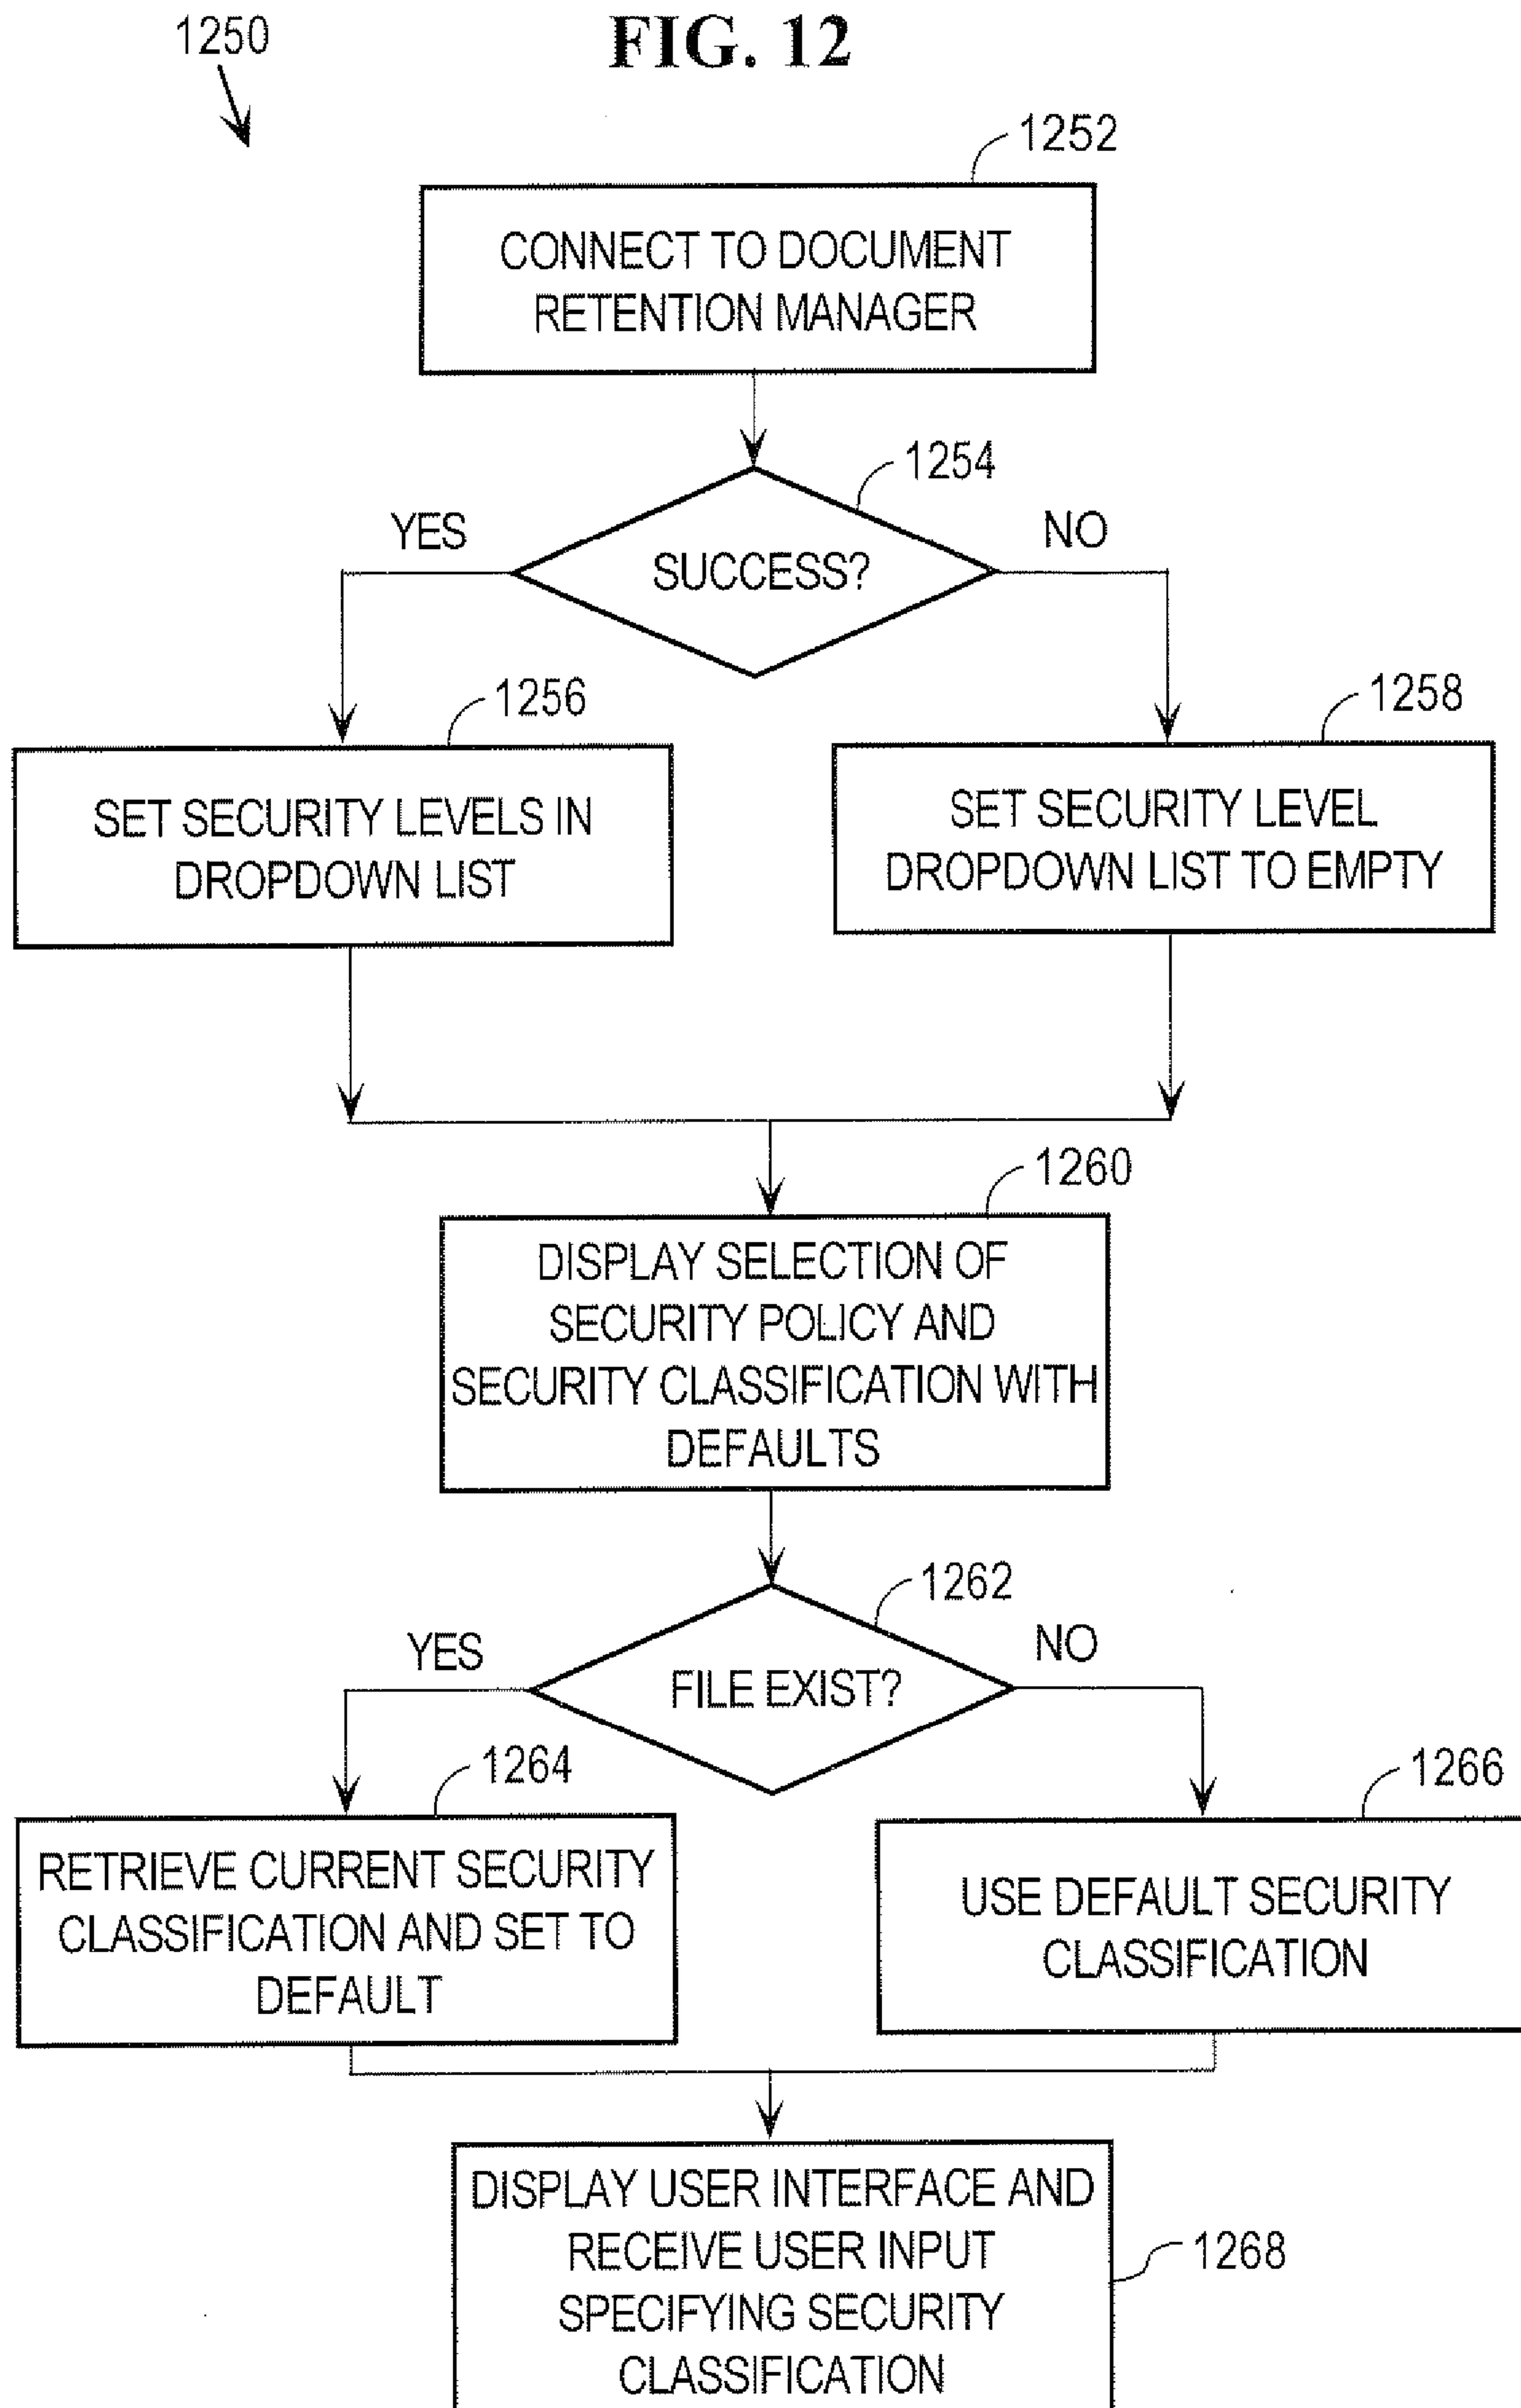 1250
FIG. 12
1252
CONNECT TO DOCUMENT
RETENTION MANAGER
1254
YES
NO
SUCCESS?
1256
1258
SET SECURITY LEVELS IN
DROPDOWN LIST
SET SECURITY LEVEL
DROPDOWN LIST TO EMPTY
1260
DISPLAY SELECTION OF
SECURITY POLICY AND
SECURITY CLASSIFICATION WITH
DEFAULTS
1262
YES
NO
FILE EXIST?
1264
1266
RETRIEVE CURRENT SECURITY
CLASSIFICATION AND SET TO
DEFAULT
USE DEFAULT SECURITY
CLASSIFICATION
DISPLAY USER INTERFACE AND
RECEIVE USER INPUT
SPECIFYING SECURITY
CLASSIFICATION
1268